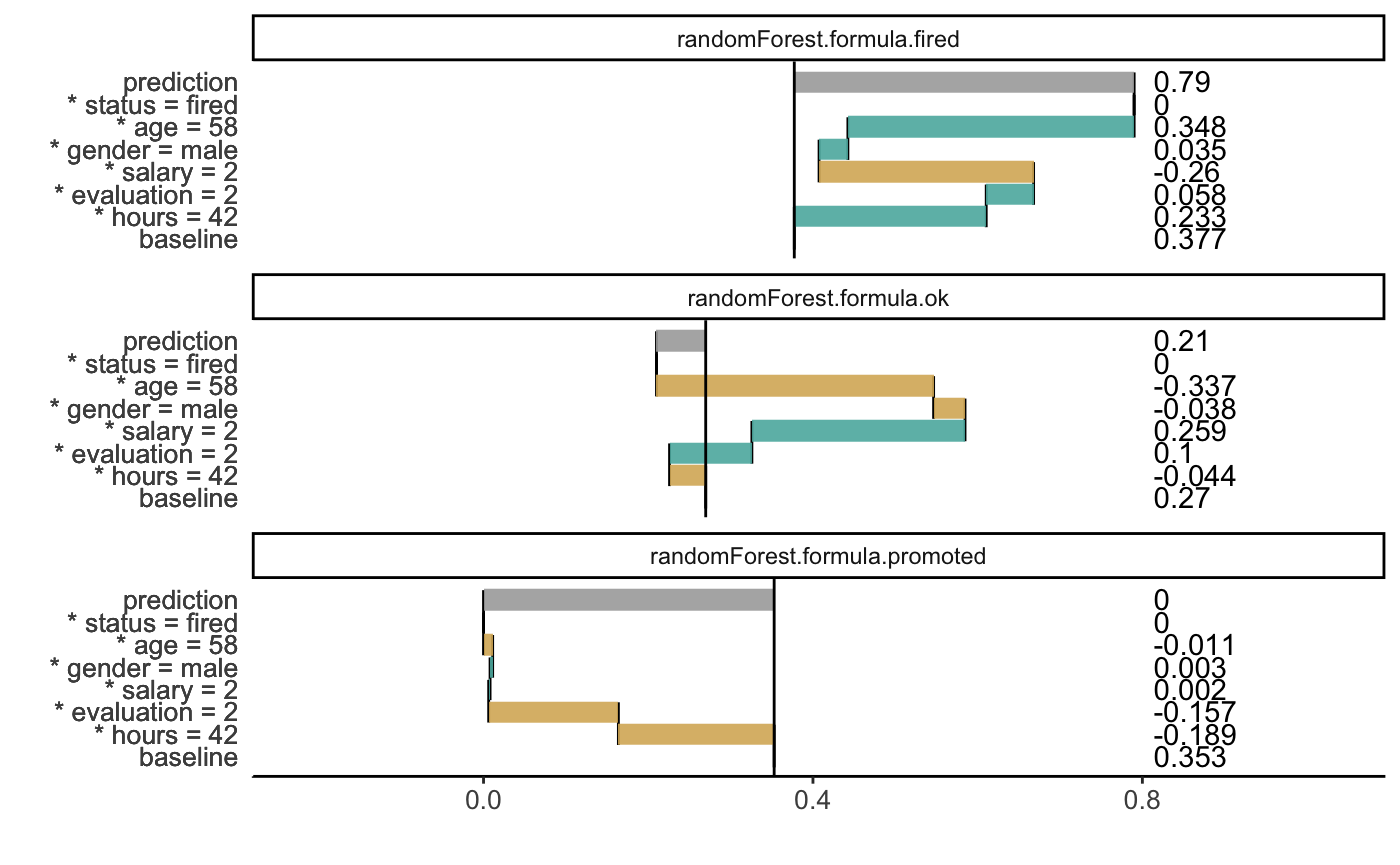 randomForest.formula.fired
prediction 0.79
* status = fired 0
* age = 58 0.348
* gender = male 0.035
* salary = 2 -0.26
* evaluation = 2 0.058
* hours = 42 0.233
baseline 0.377
randomForest.formula.ok
prediction 0.21
* status = fired 0
* age = 58 -0.337
* gender = male -0.038
* salary = 2 0.259
* evaluation = 2 0.1
* hours = 42 -0.044
baseline 0.27
randomForest.formula.promoted
prediction 0
* status = fired 0
* age = 58 -0.011
* gender = male 0.003
* salary = 2 0.002
* evaluation = 2 -0.157
* hours = 42 -0.189
baseline 0.353
0.0 0.4 0.8